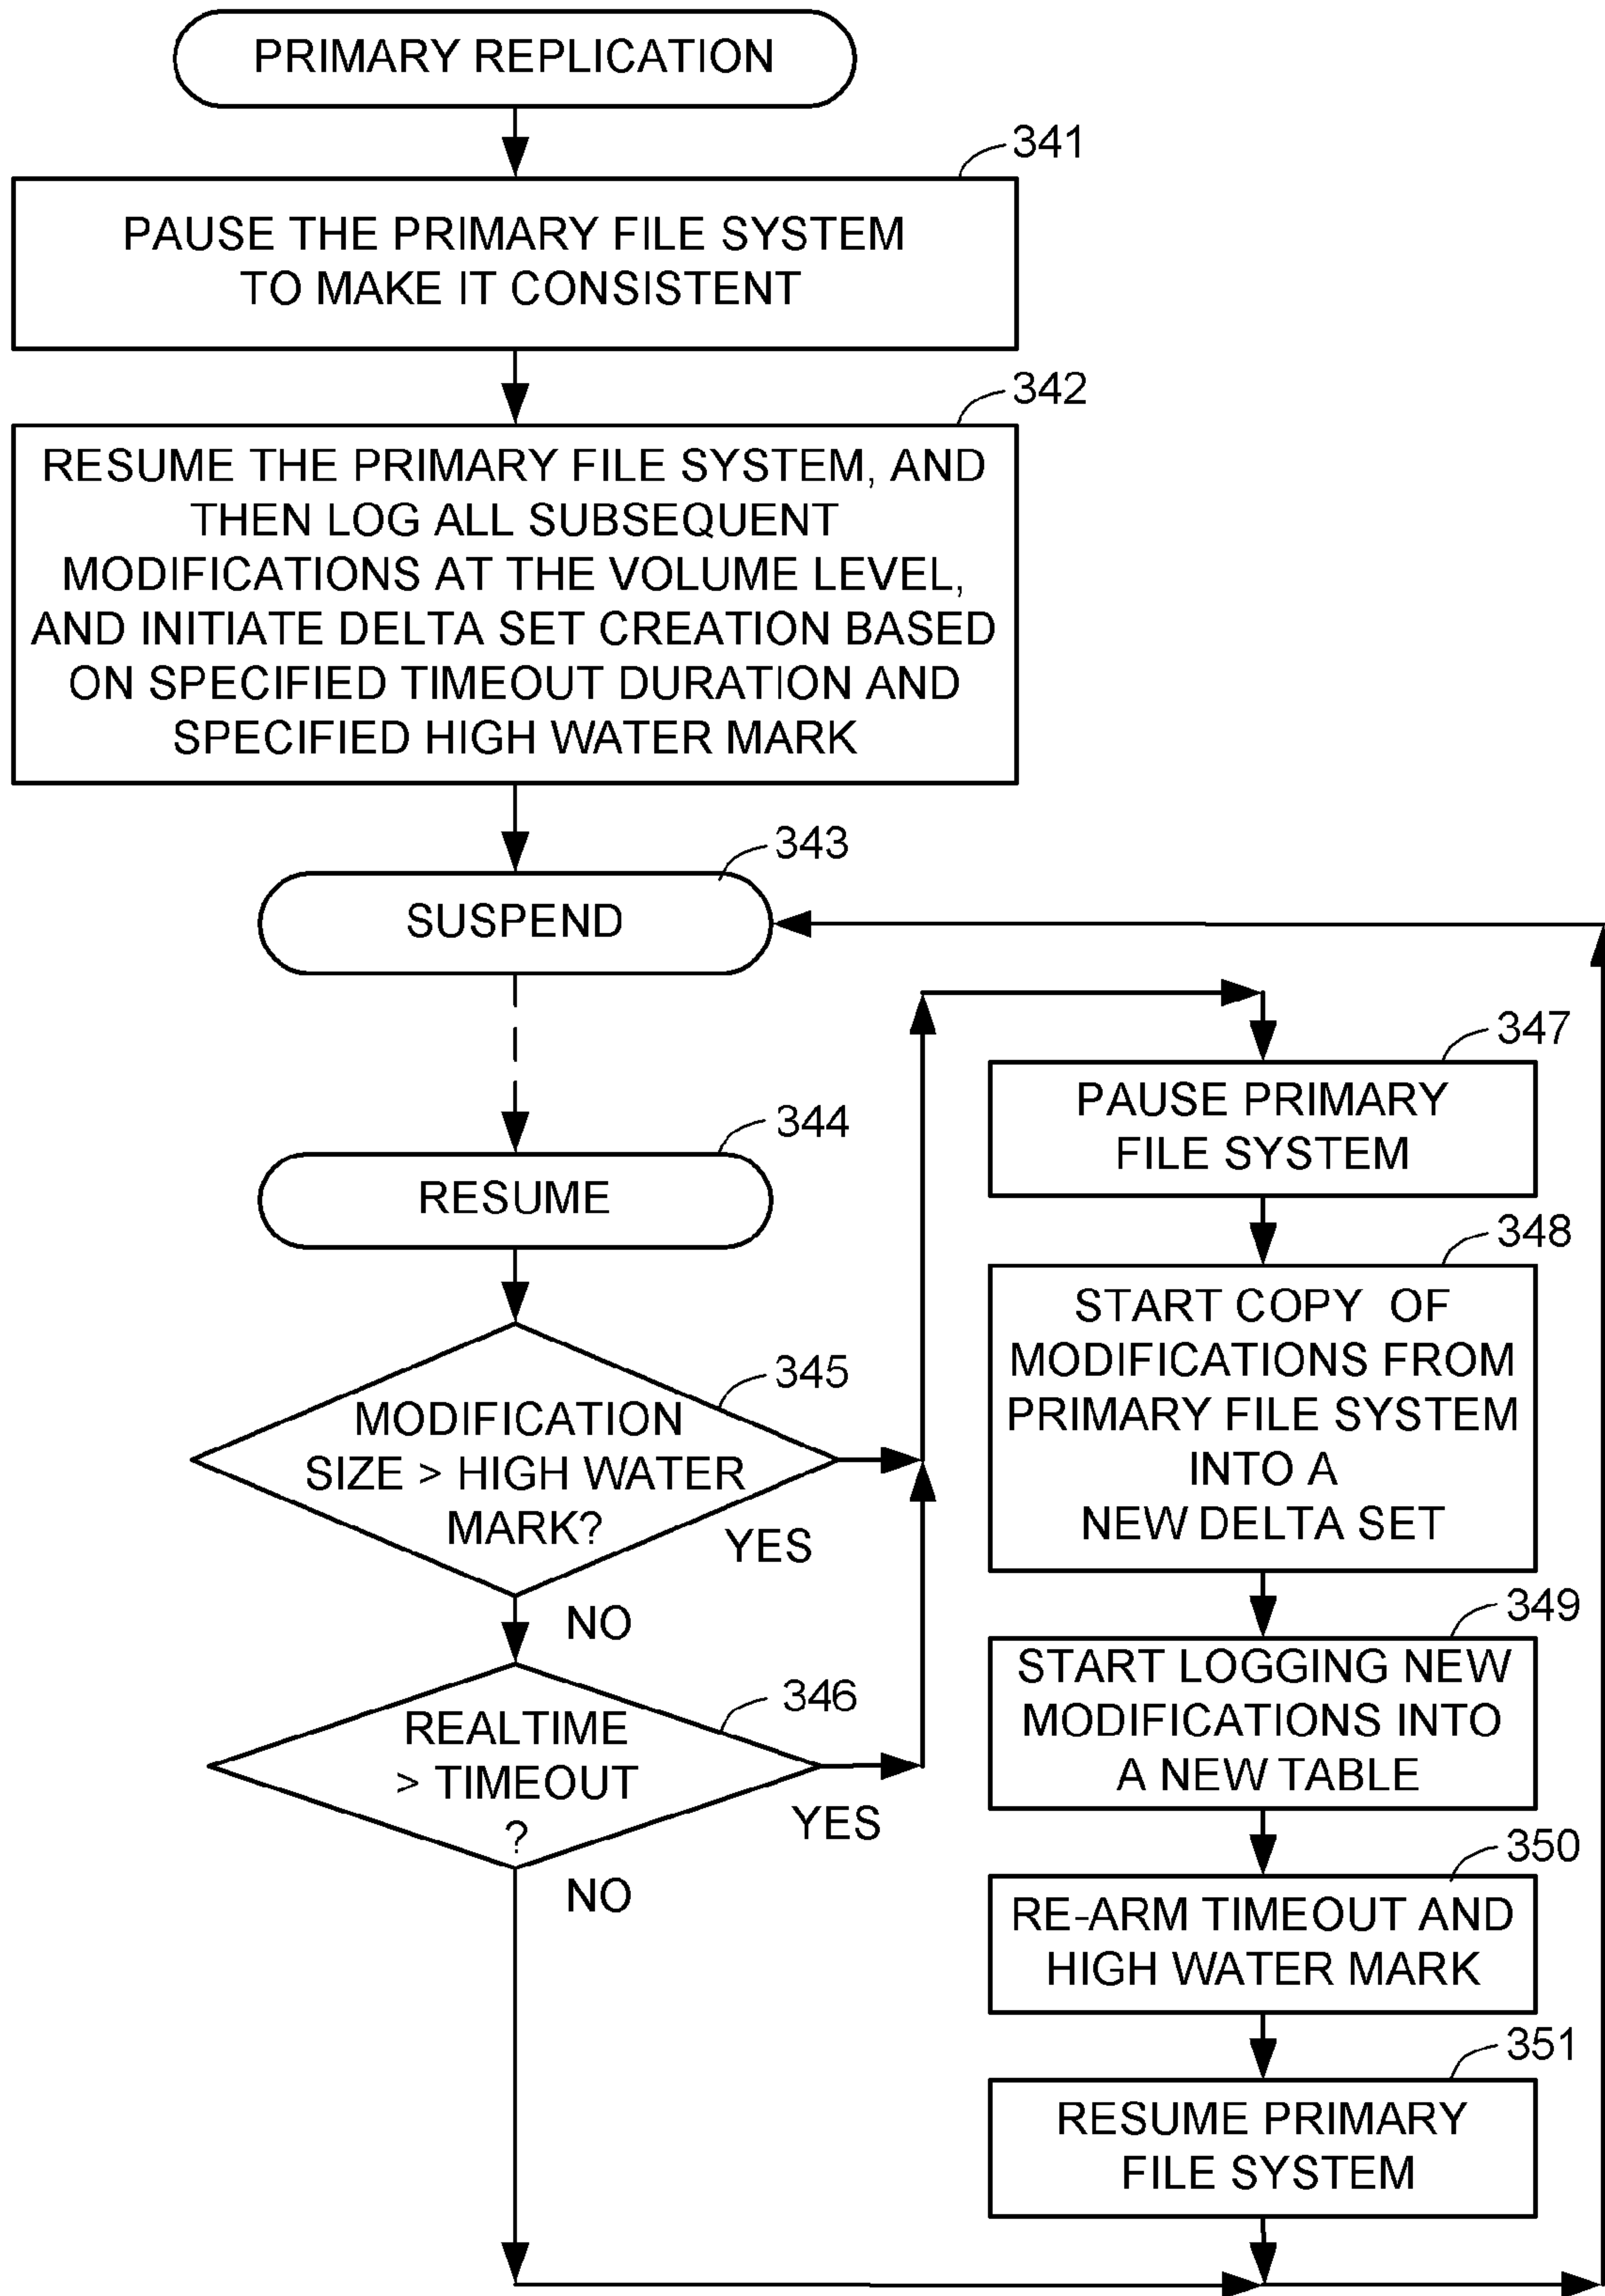 PRIMARY REPLICATION
341
PAUSE THE PRIMARY FILE SYSTEM
TO MAKE IT CONSISTENT
342
RESUME THE PRIMARY FILE SYSTEM, AND
THEN LOG ALL SUBSEQUENT
MODIFICATIONS AT THE VOLUME LEVEL,
AND INITIATE DELTA SET CREATION BASED
ON SPECIFIED TIMEOUT DURATION AND
SPECIFIED HIGH WATER MARK
343
SUSPEND
344
RESUME
345
MODIFICATION
SIZE > HIGH WATER
MARK?
YES
NO
346
REALTIME
> TIMEOUT
?
YES
NO
347
PAUSE PRIMARY
FILE SYSTEM
348
START COPY OF
MODIFICATIONS FROM
PRIMARY FILE SYSTEM
INTO A
NEW DELTA SET
349
START LOGGING NEW
MODIFICATIONS INTO
A NEW TABLE
350
RE-ARM TIMEOUT AND
HIGH WATER MARK
351
RESUME PRIMARY
FILE SYSTEM